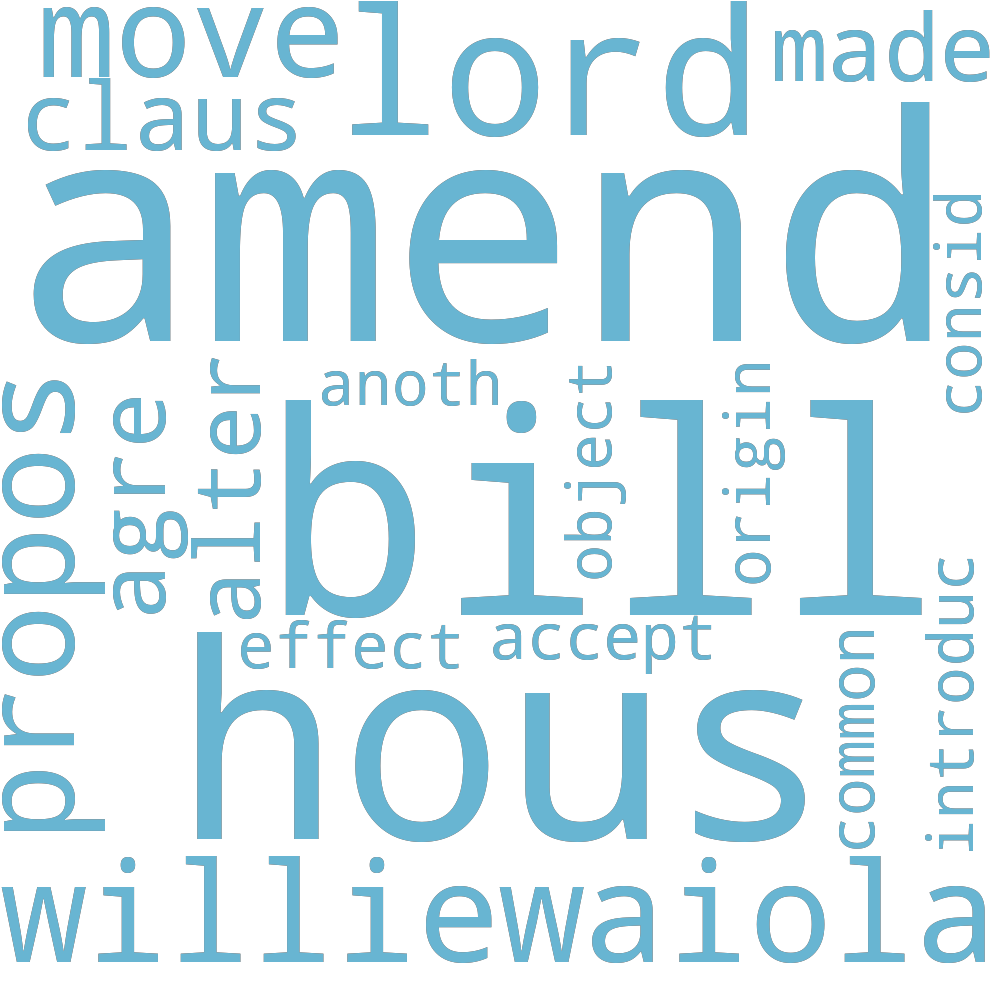 move
lord
made
claus
amend
consid
propos
agre
alter
anoth
object
origin
bill
effect
accept
hous
common
introduc
williewaiola